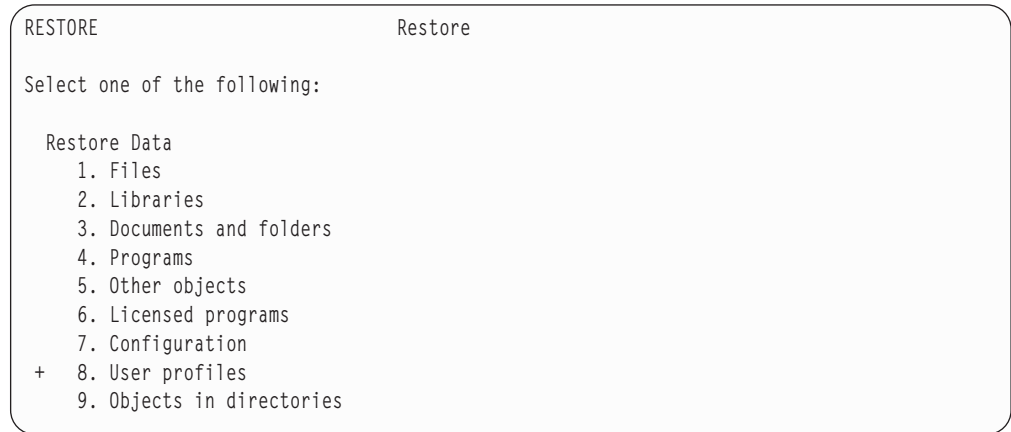 RESTORE Restore
Select one of the following:
Restore Data
1. Files
2. Libraries
3. Documents and folders
4. Programs
5. Other objects
6. Licensed programs
7. Configuration
+ 8. User profiles
9. Objects in directories